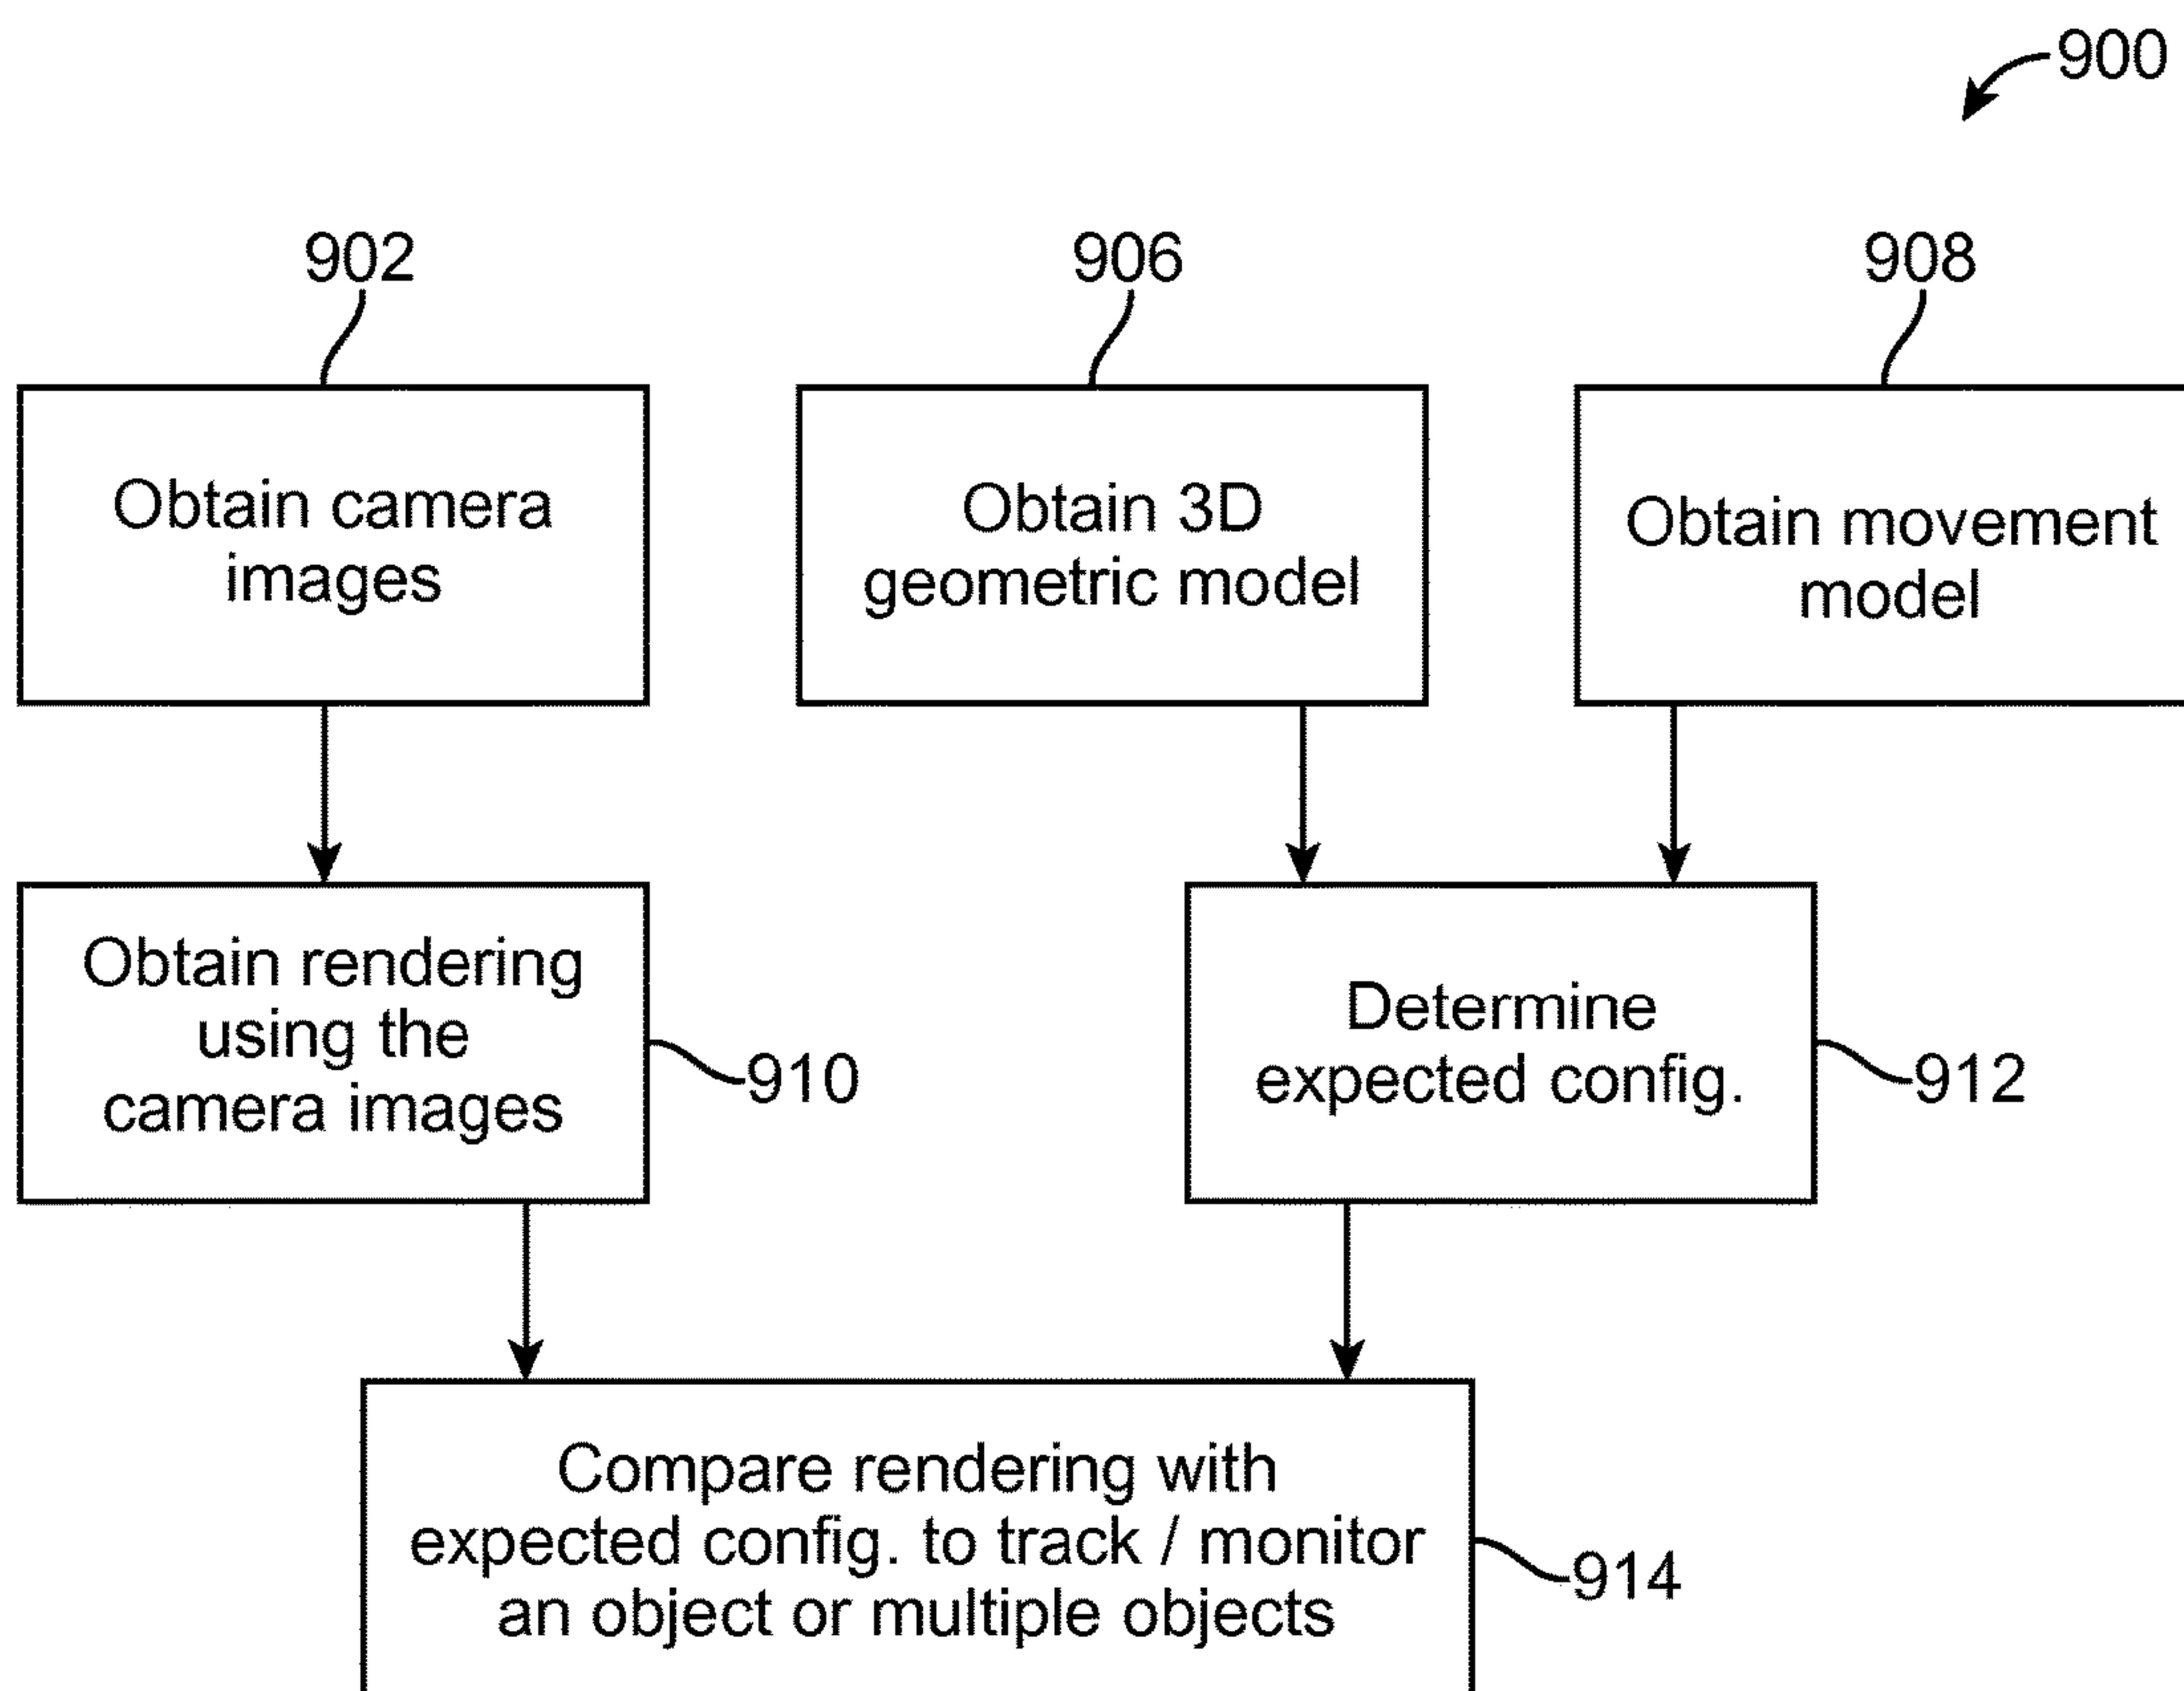 900
902
906
908
Obtain camera
images
Obtain 3D
geometric model
Obtain movement
model
Obtain rendering
using the
camera images
910
Determine
expected config.
912
Compare rendering with
expected config. to track / monitor
an object or multiple objects
914